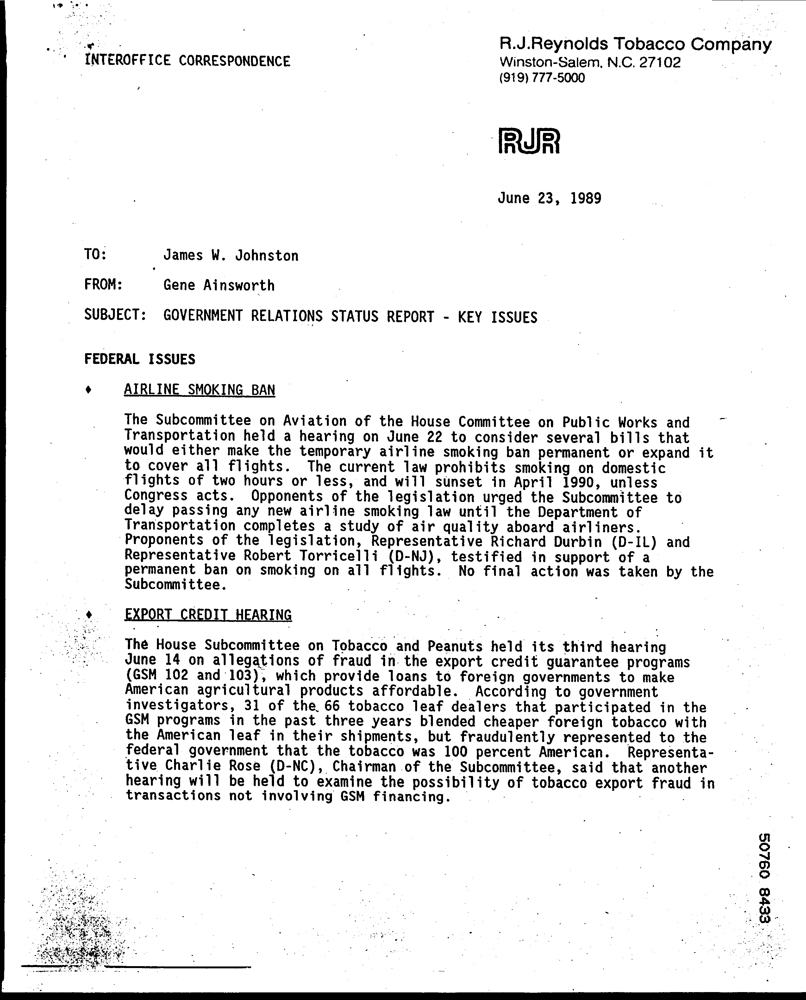 R.J.Reynolds Tobacco Company
INTEROFFICE CORRESPONDENCE
Winston-Salem, N.C. 27102
(919) 777-5000
RJR
June 23, 1989
TO: James W. Johnston
FROM: Gene Ainsworth
SUBJECT: GOVERNMENT RELATIONS STATUS REPORT - KEY ISSUES
FEDERAL ISSUES
♦ AIRLINE SMOKING BAN
The Subcommittee on Aviation of the House Committee on Public Works and
Transportation held a hearing on June 22 to consider several bills that
would either make the temporary airline smoking ban permanent or expand it
to cover all flights. The current law prohibits smoking on domestic
flights of two hours or less, and will sunset in April 1990, unless
Congress acts. Opponents of the legislation urged the Subcommittee to
delay passing any new airline smoking law until the Department of
Transportation completes a study of air quality aboard airliners.
Proponents of the legislation, Representative Richard Durbin (D-IL) and
Representative Robert Torricelli (D-NJ), testified in support of a
permanent ban on smoking on all flights. No final action was taken by the
Subcommittee.
♦ EXPORT CREDIT HEARING
The House Subcommittee on Tobacco and Peanuts held its third hearing
June 14 on allegations of fraud in the export credit guarantee programs
(GSM 102 and 103), which provide loans to foreign governments to make
American agricultural products affordable. According to government
investigators, 31 of the 66 tobacco leaf dealers that participated in the
GSM programs in the past three years blended cheaper foreign tobacco with
the American leaf in their shipments, but fraudulently represented to the
federal government that the tobacco was 100 percent American. Representa-
tive Charlie Rose (D-NC), Chairman of the Subcommittee, said that another
hearing will be held to examine the possibility of tobacco export fraud in
transactions not involving GSM financing.
50760 8433